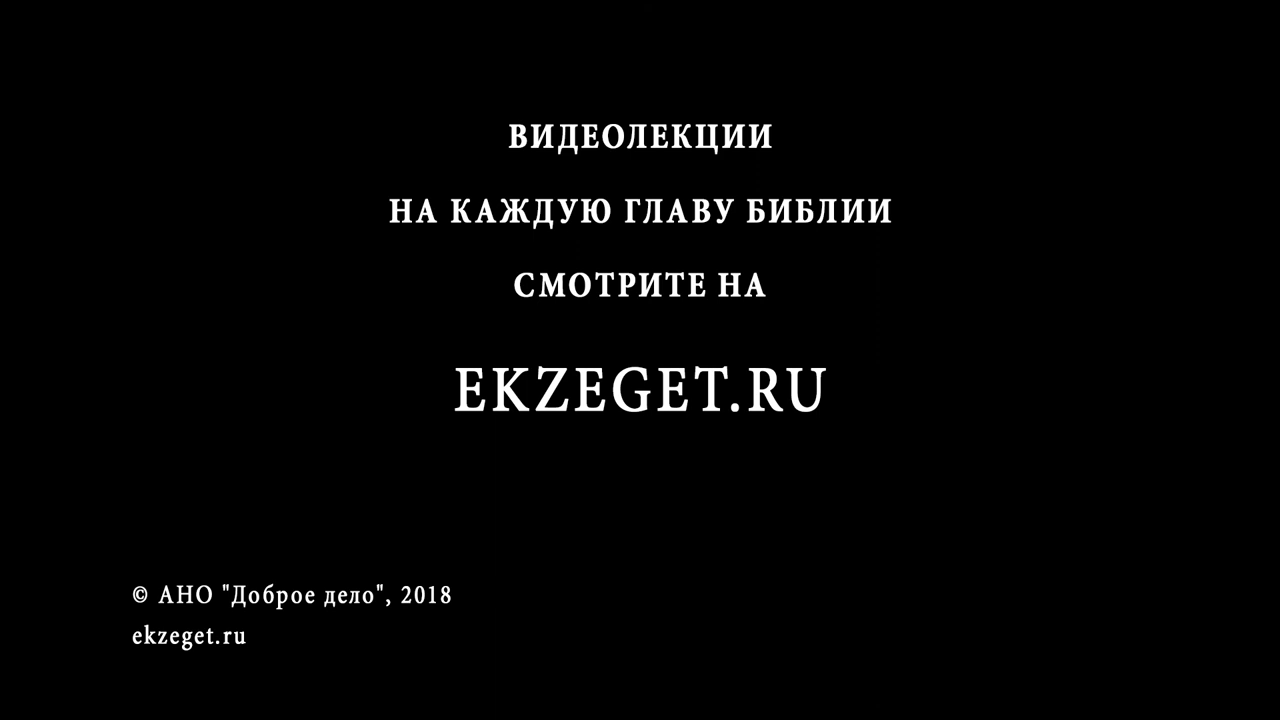 ВИДЕОЛЕКЦИИ
НА КАЖДУЮ ГЛАВУ БИБЛИИ
СМОТРИТЕ НА
EKZEGET.RU
© АНО "Доброе дело", 2018
ekzeget.ru